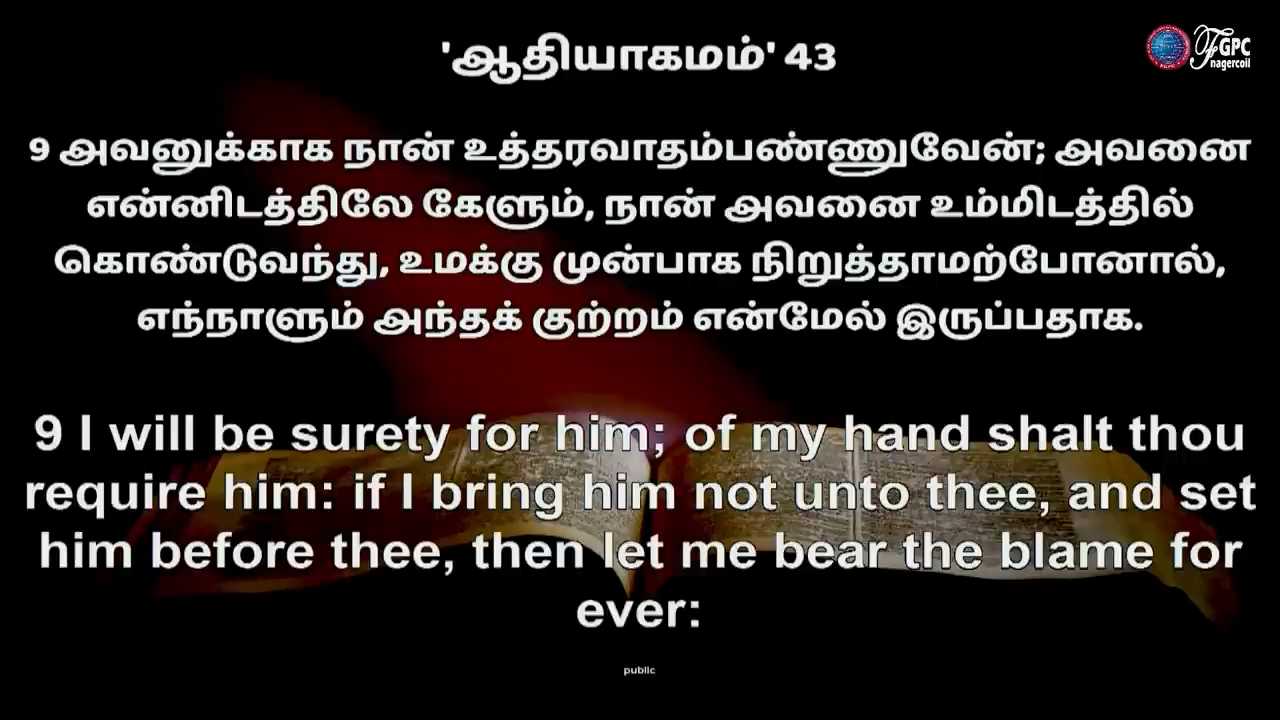 'ஆதியாகமம்' 43
FGPC
nagercoil
9 அவனுக்காக நான் உத்தரவாதம்பண்ணுவேன்; அவனை
என்னிடத்திலே கேளும், நான் அவனை உம்மிடத்தில்
கொண்டுவந்து, உமக்கு முன்பாக நிறுத்தாமற்போனால்,
எந்நாளும் அந்தக் குற்றம் என்மேல் இருப்பதாக.
9 I will be surety for him; of my hand shalt thou
require him: if I bring him not unto thee, and set
him before thee, then let me bear the blame for
ever:
public